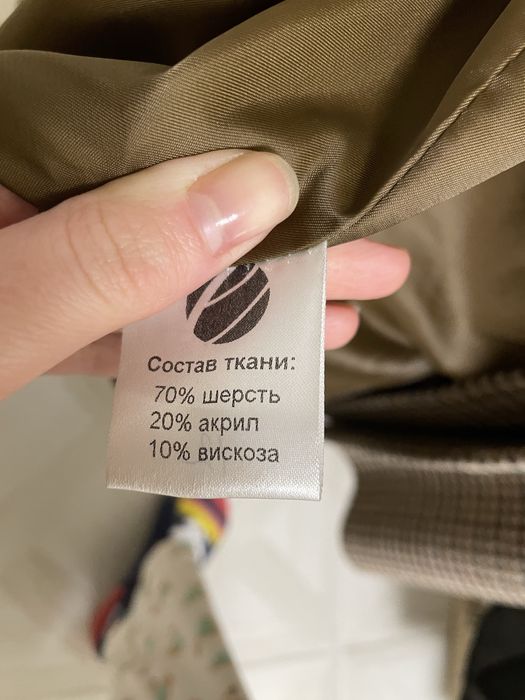 Состав ткани:
70% шерсть
20% акрил
10% вискоза